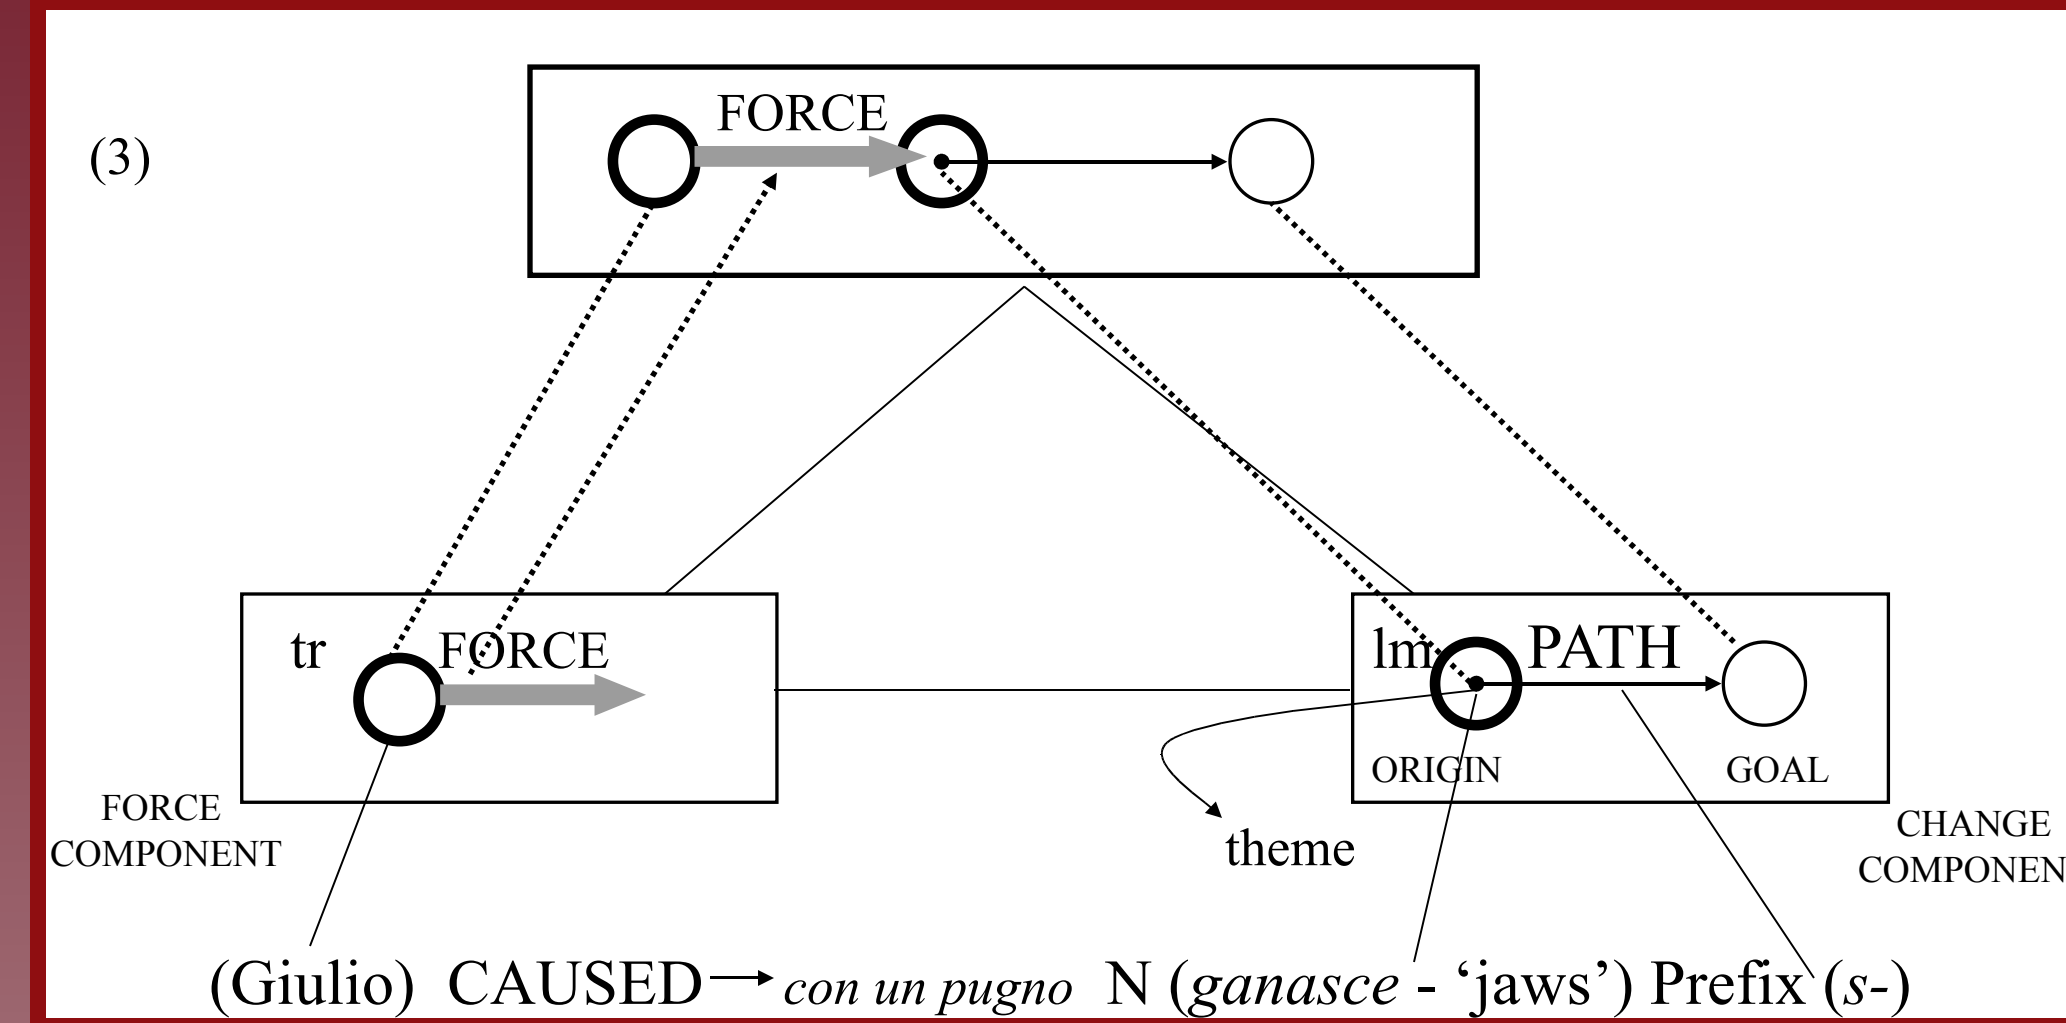 FORCE
(3)
tr
FORCE
lm
PATH
ORIGIN
GOAL
FORCE
COMPONENT
theme
CHANGE
COMPONEN
(Giulio) CAUSED con un pugno N (ganasce - ‘jaws’) Prefix (s-)